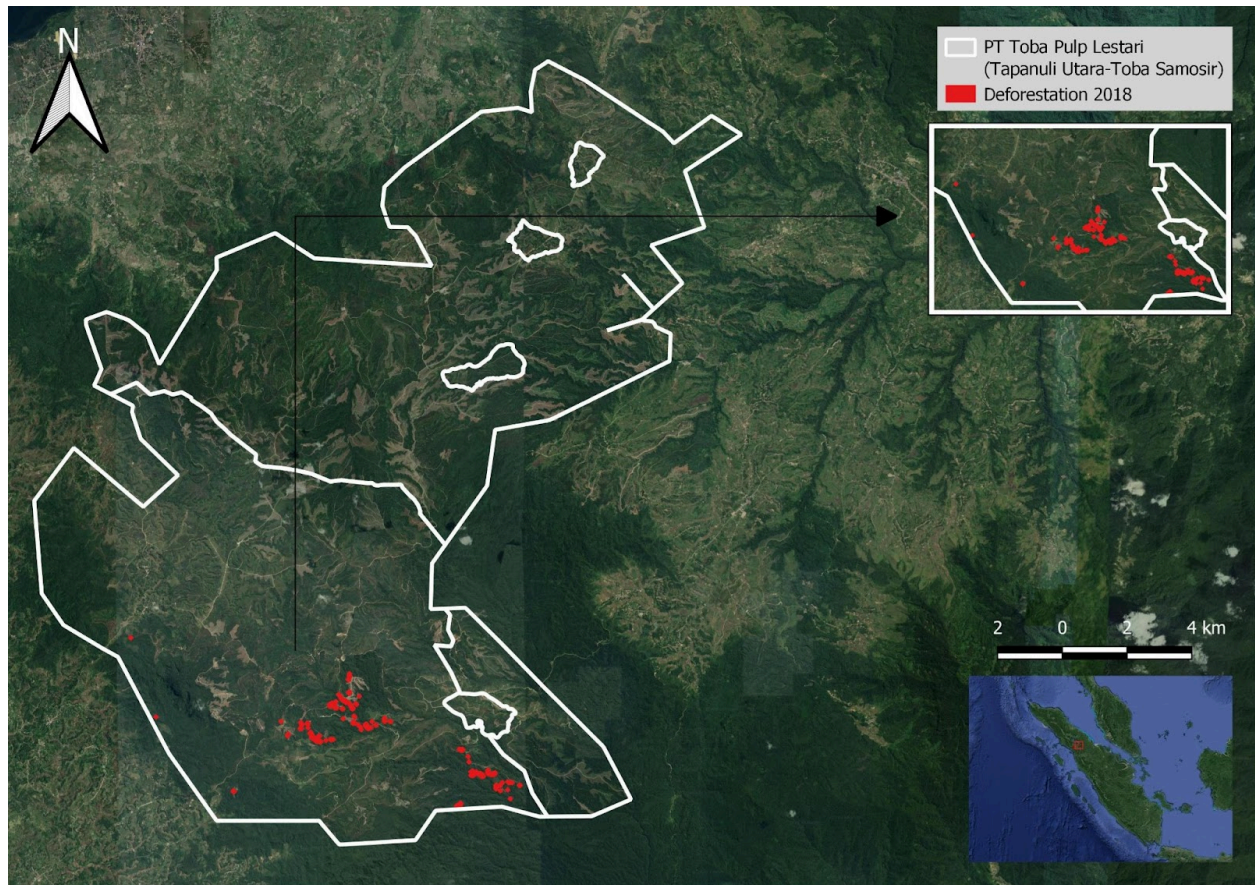 N
PT Toba Pulp Lestari
(Tapanuli Utara-Toba Samosir)
Deforestation 2018
2 0 2 4 km